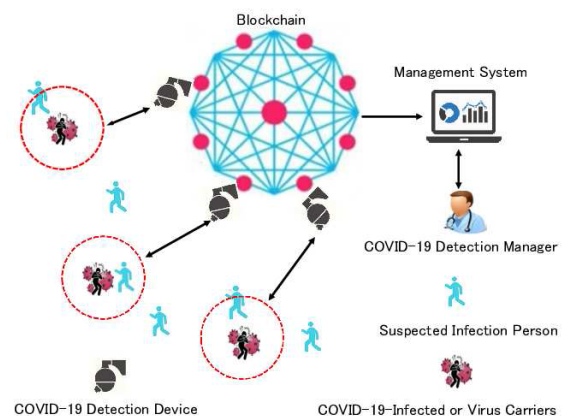 Blockchain
Management System
COVID-19 Detection Manager
Suspected Infection Person
COVID-19 Detection Device
COVID-19-Infected or Virus Carriers